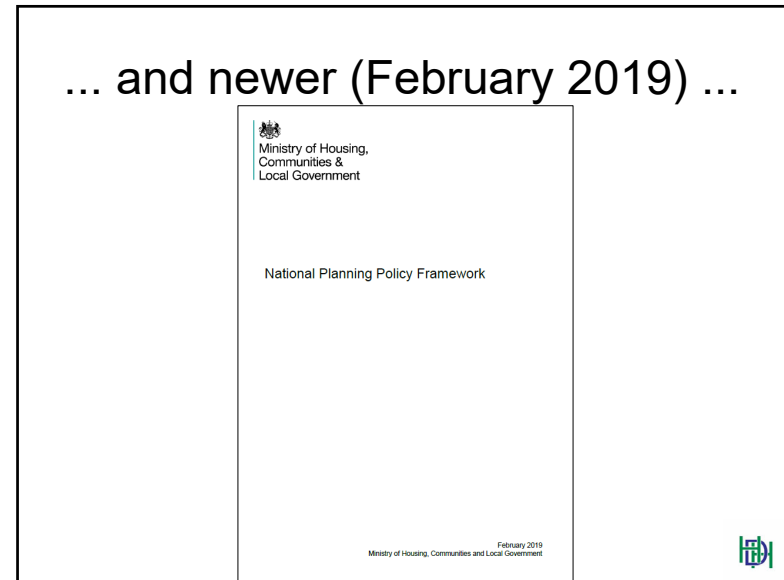 ... and newer (February 2019) ...
Ministry of Housing,
Communities &
Local Government
National Planning Policy Framework
February 2019
Ministry of Housing, Communities and Local Government
HDH